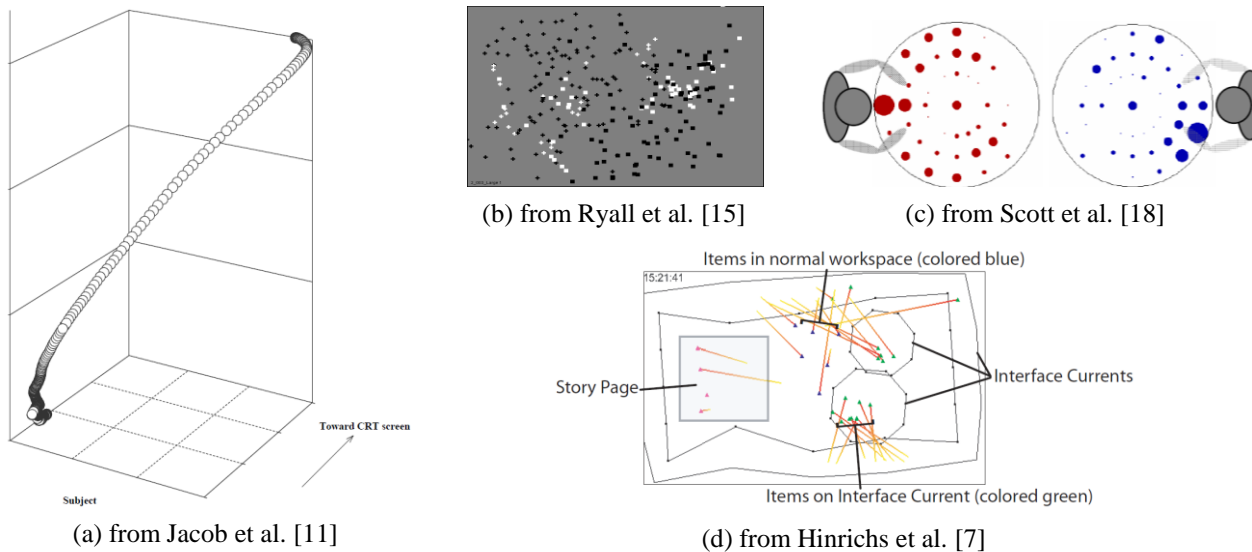 Toward CRT screen
Subject
(a) from Jacob et al. [11]
(b) from Ryall et al. [15]
(c) from Scott et al. [18]
Items in normal workspace (colored blue)
15:21:41
Story Page
Interface Currents
Items on Interface Current (colored green)
(d) from Hinrichs et al. [7]